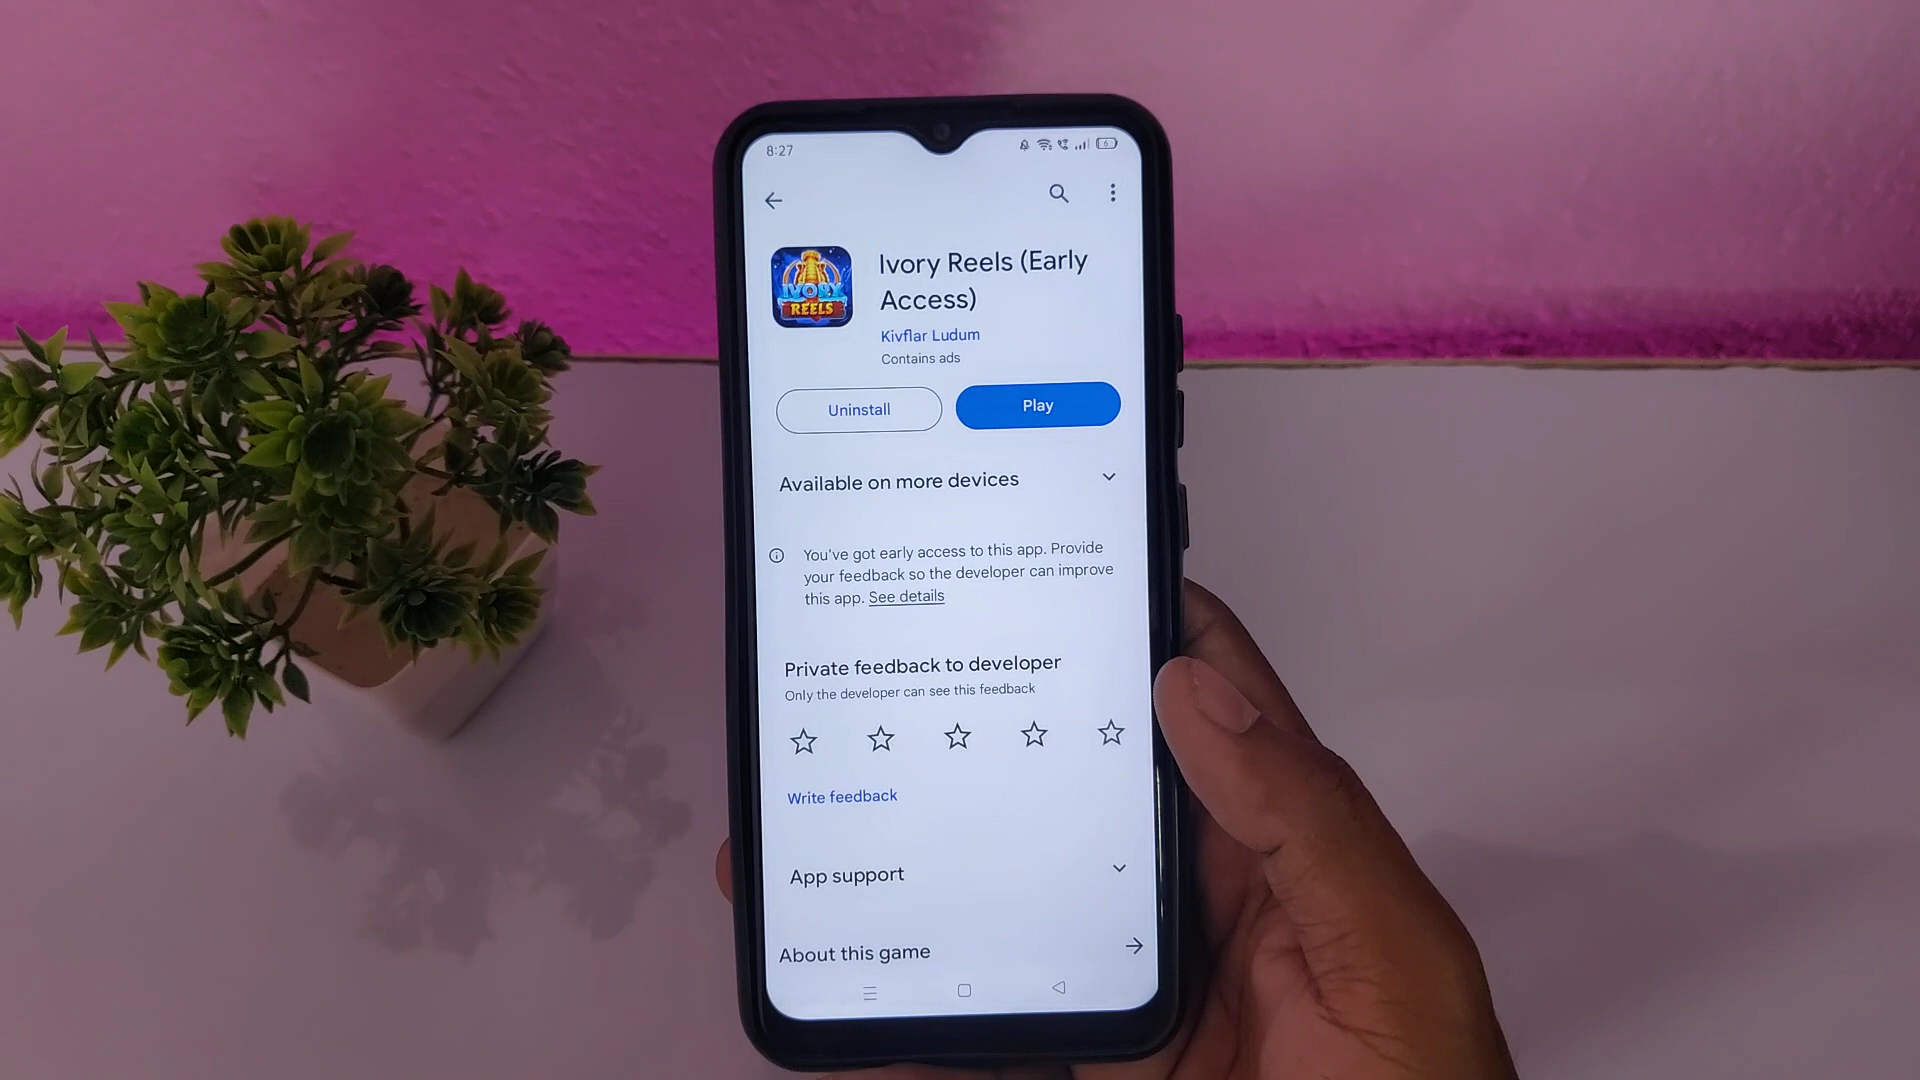 8:27
6
Ivory Reels (Early
Access)
IVORY
REELS
Kivflar Ludum
Contains ads
Uninstall
Play
Available on more devices
You've got early access to this app. Provide
your feedback so the developer can improve
this app. See details
Private feedback to developer
Only the developer can see this feedback
Write feedback
App support
About this game